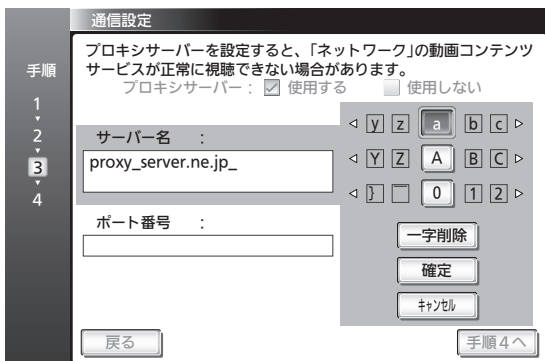 通信設定
プロキシサーバーを設定すると、「ネットワーク」の動画コンテンツ
サービスが正常に視聴できない場合があります。
プロキシサーバー : 使用する 使用しない
手順
1
2
3
4
サーバー名 :
proxy_server.ne.jp_
y z a b c
Y Z A B C
} ￣ 0 1 2
ポート番号 :
一字削除
確定
キャンセル
戻る
手順4へ